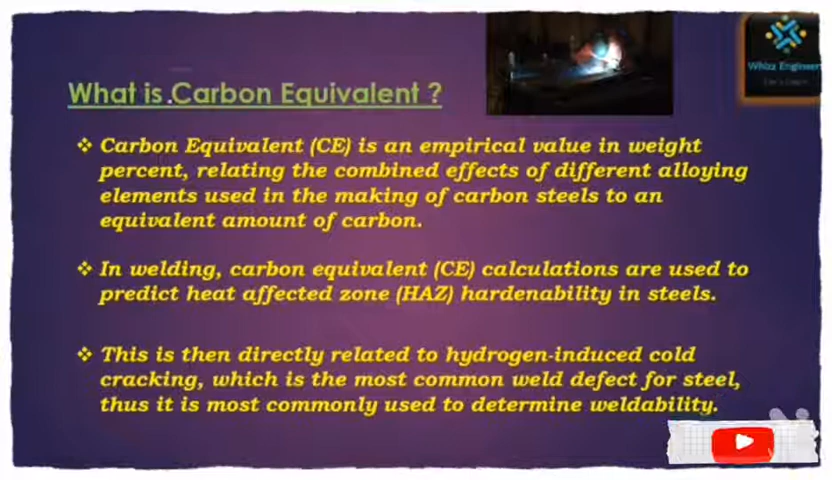 What is Carbon Equivalent ?
Whizz Engineers
❖ Carbon Equivalent (CE) is an empirical value in weight
percent, relating the combined effects of different alloying
elements used in the making of carbon steels to an
equivalent amount of carbon.
❖ In welding, carbon equivalent (CE) calculations are used to
predict heat affected zone (HAZ) hardenability in steels.
❖ This is then directly related to hydrogen-induced cold
cracking, which is the most common weld defect for steel,
thus it is most commonly used to determine weldability.